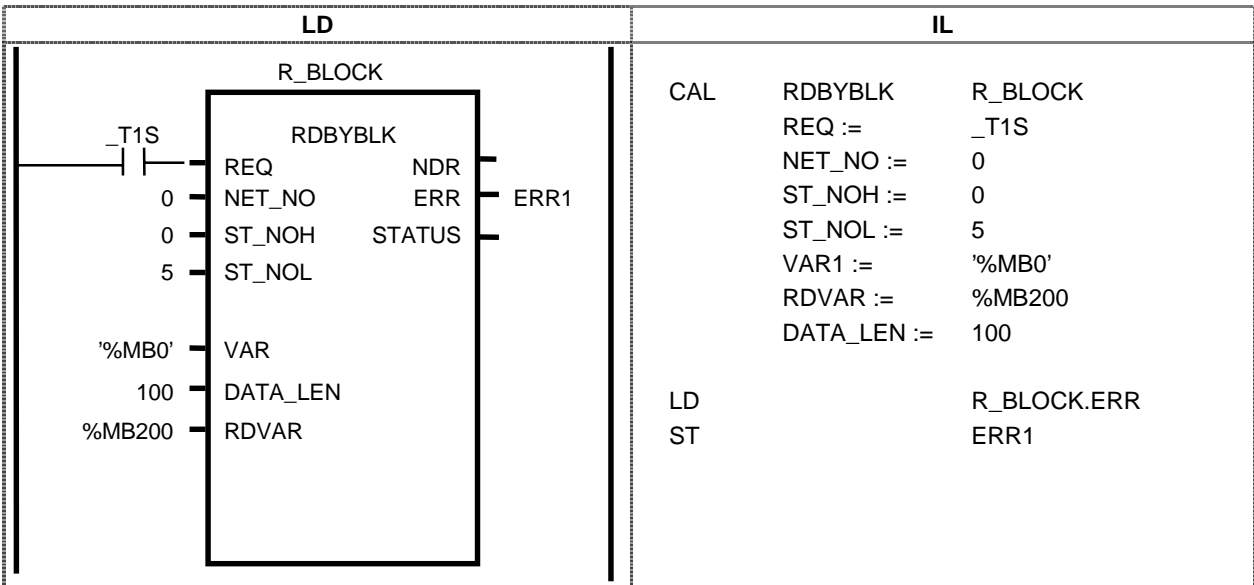 LD
IL
R_BLOCK
_T1S
RDBYBLK
REQ NDR
0 NET_NO ERR ERR1
0 ST_NOH STATUS
5 ST_NOL
'%MB0’ VAR
100 DATA_LEN
%MB200 RDVAR
CAL RDBYBLK R_BLOCK
REQ := _T1S
NET_NO := 0
ST_NOH := 0
ST_NOL := 5
VAR1 := '%MB0’
RDVAR := %MB200
DATA_LEN := 100
LD R_BLOCK.ERR
ST ERR1